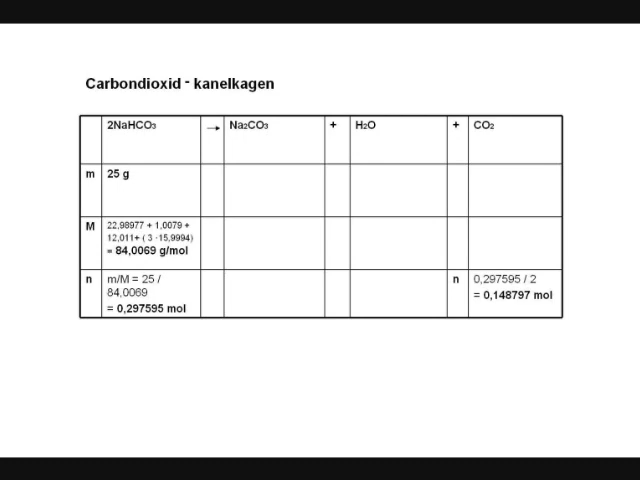 Carbondioxid - kanelkagen
2NaHCO3 → Na2CO3 + H2O + CO2
m 25 g
M 22,98977 + 1,0079 +
12,011+ ( 3 ·15,9994)
= 84,0069 g/mol
n m/M = 25 / n 0,297595 / 2
84,0069 = 0,148797 mol
= 0,297595 mol